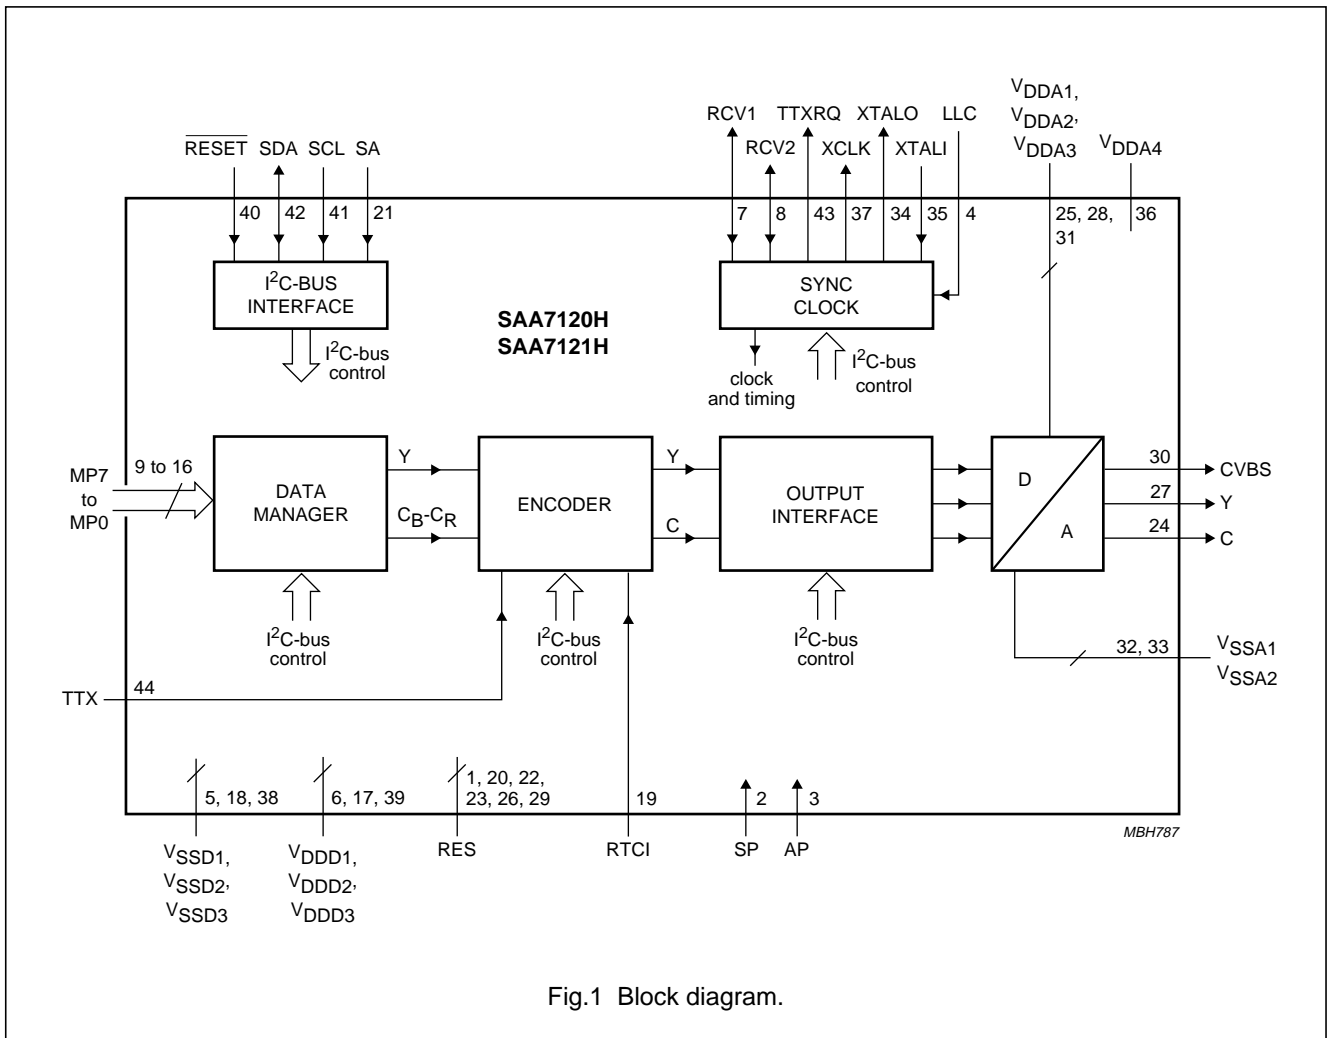 RCV1 TTXRQ XTALO LLC
RCV2 XCLK XTALI
VDDA1,
VDDA2,
VDDA3
VDDA4
RESET SDA SCL SA
40 42 41 21
7 8 43 37 34 35 4
25, 28,
31
36
I2C-BUS
INTERFACE
I2C-bus
control
SAA7120H
SAA7121H
SYNC
CLOCK
clock
and timing
I2C-bus
control
MP7
to
MP0
9 to 16
DATA
MANAGER
Y
CB-CR
ENCODER
Y
C
OUTPUT
INTERFACE
D
A
30
CVBS
27
Y
24
C
I2C-bus
control
I2C-bus
control
I2C-bus
control
32, 33
VSSA1
VSSA2
TTX
44
5, 18, 38
6, 17, 39
1, 20, 22,
23, 26, 29
19
2
3
VSSD1,
VSSD2,
VSSD3
VDDD1,
VDDD2,
VDDD3
RES
RTCI
SP
AP
MBH787
Fig.1 Block diagram.